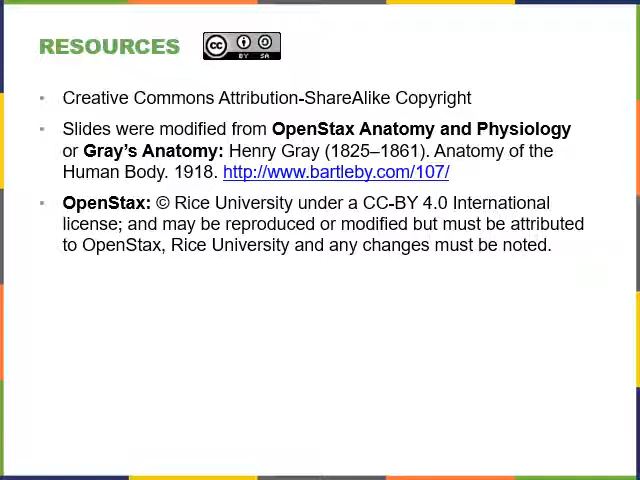 RESOURCES
cc BY SA
• Creative Commons Attribution-ShareAlike Copyright
• Slides were modified from OpenStax Anatomy and Physiology
or Gray’s Anatomy: Henry Gray (1825–1861). Anatomy of the
Human Body. 1918. http://www.bartleby.com/107/
• OpenStax: © Rice University under a CC-BY 4.0 International
license; and may be reproduced or modified but must be attributed
to OpenStax, Rice University and any changes must be noted.